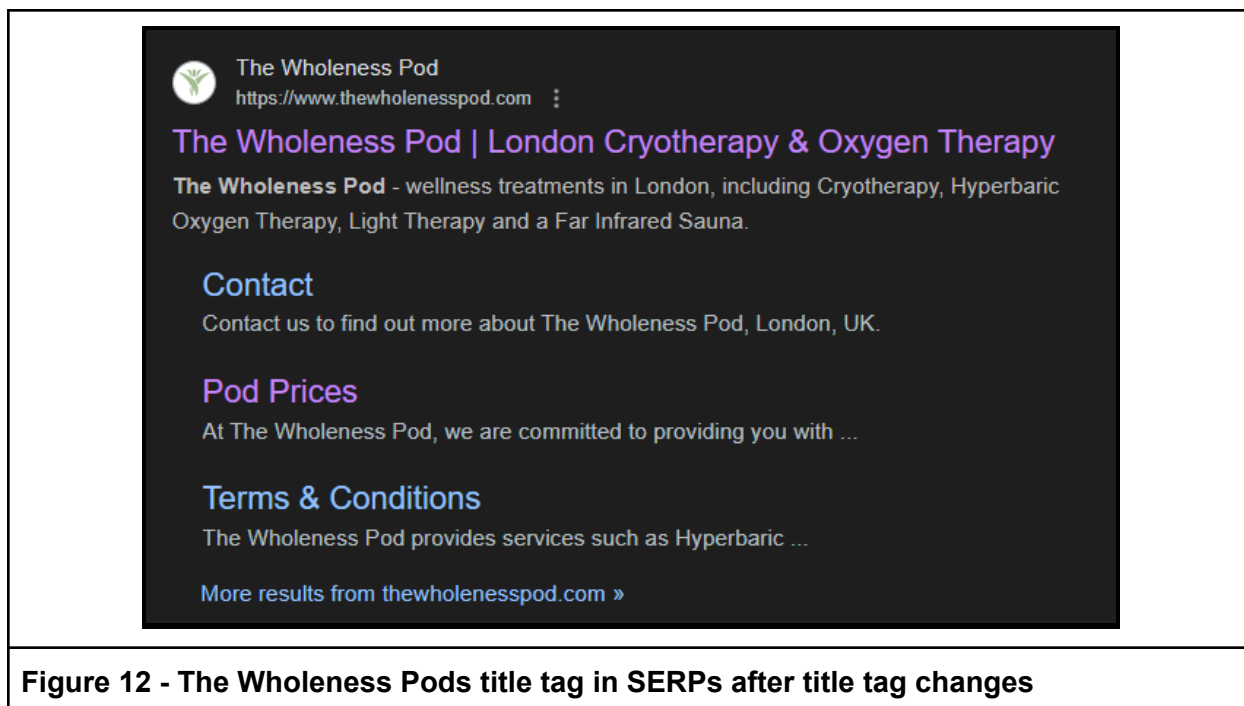 The Wholeness Pod
https://www.thewholenesspod.com
The Wholeness Pod | London Cryotherapy & Oxygen Therapy
The Wholeness Pod - wellness treatments in London, including Cryotherapy, Hyperbaric
Oxygen Therapy, Light Therapy and a Far Infrared Sauna.
Contact
Contact us to find out more about The Wholeness Pod, London, UK.
Pod Prices
At The Wholeness Pod, we are committed to providing you with ...
Terms & Conditions
The Wholeness Pod provides services such as Hyperbaric ...
More results from thewholenesspod.com »
Figure 12 - The Wholeness Pods title tag in SERPs after title tag changes